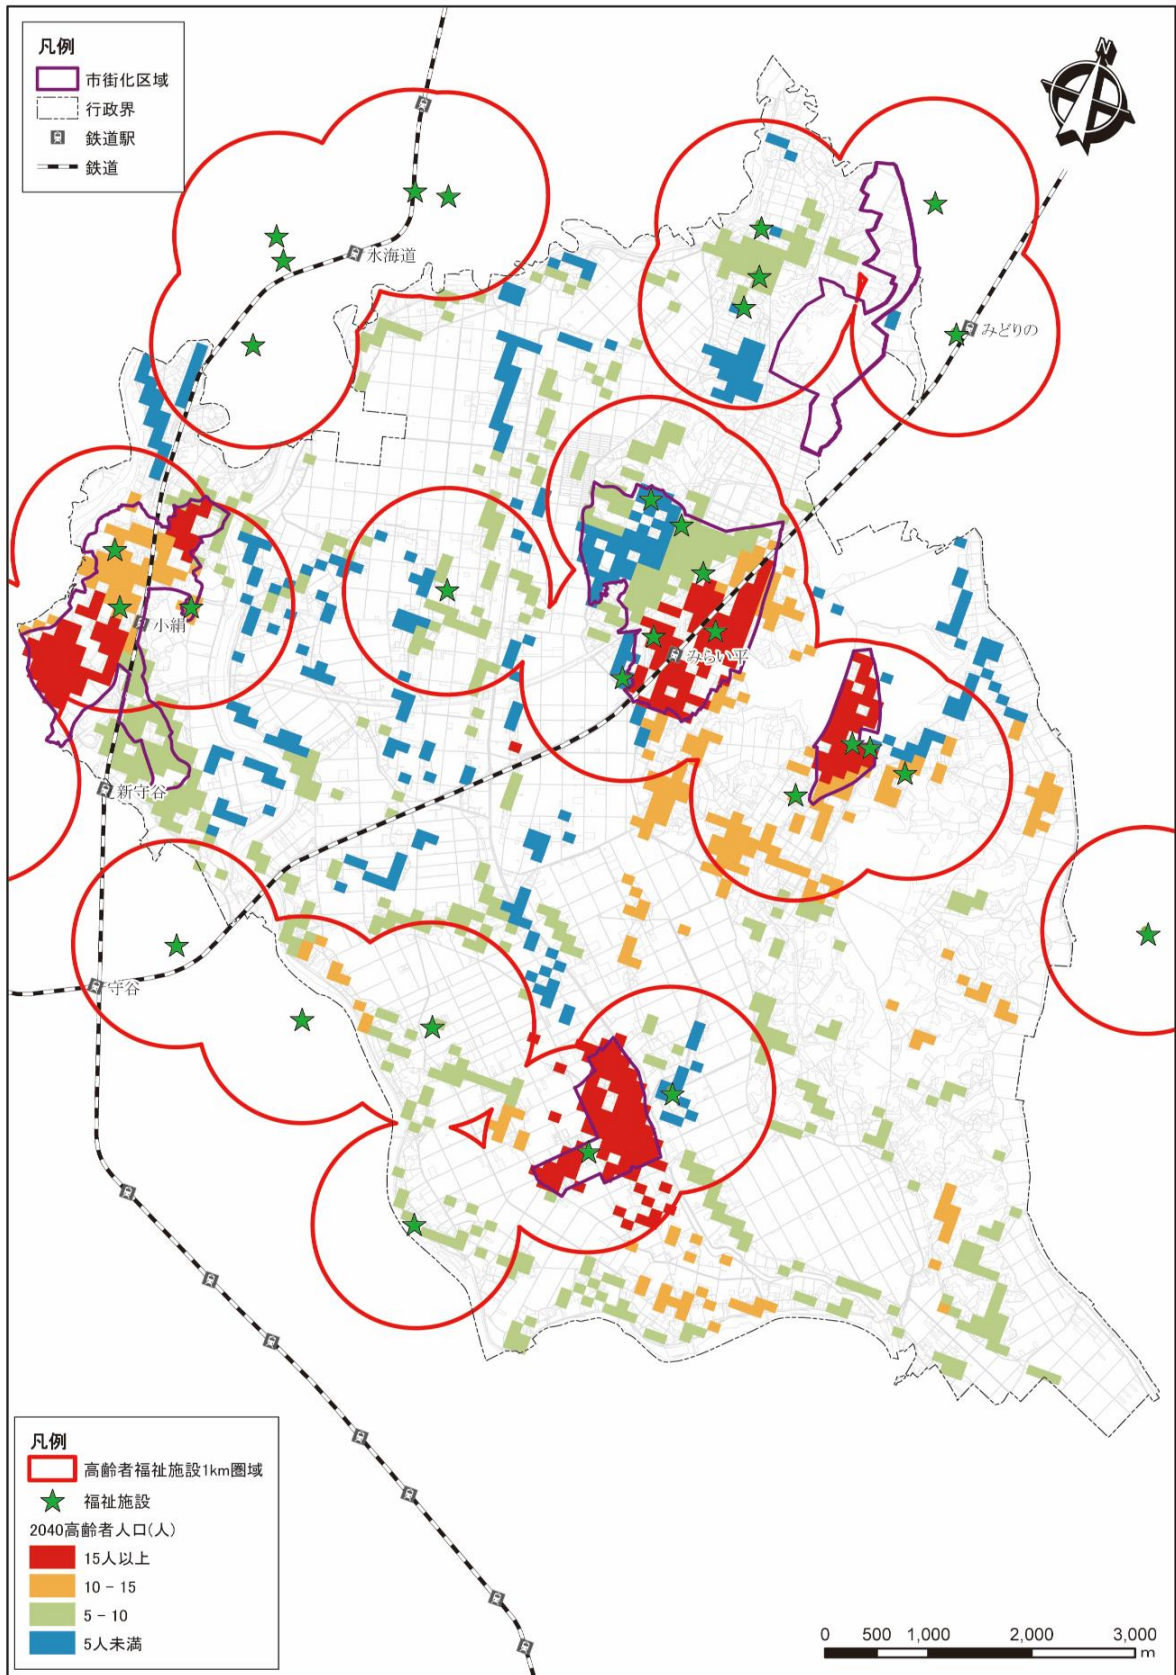 凡例
市街化区域
行政界
鉄道駅
鉄道
N
水海道
みどりの
小絹
みらい平
新守谷
守谷
凡例
高齢者福祉施設1km圏域
福祉施設
2040高齢者人口(人)
15人以上
10 - 15
5 - 10
5人未満
0 500 1,000 2,000 3,000
m